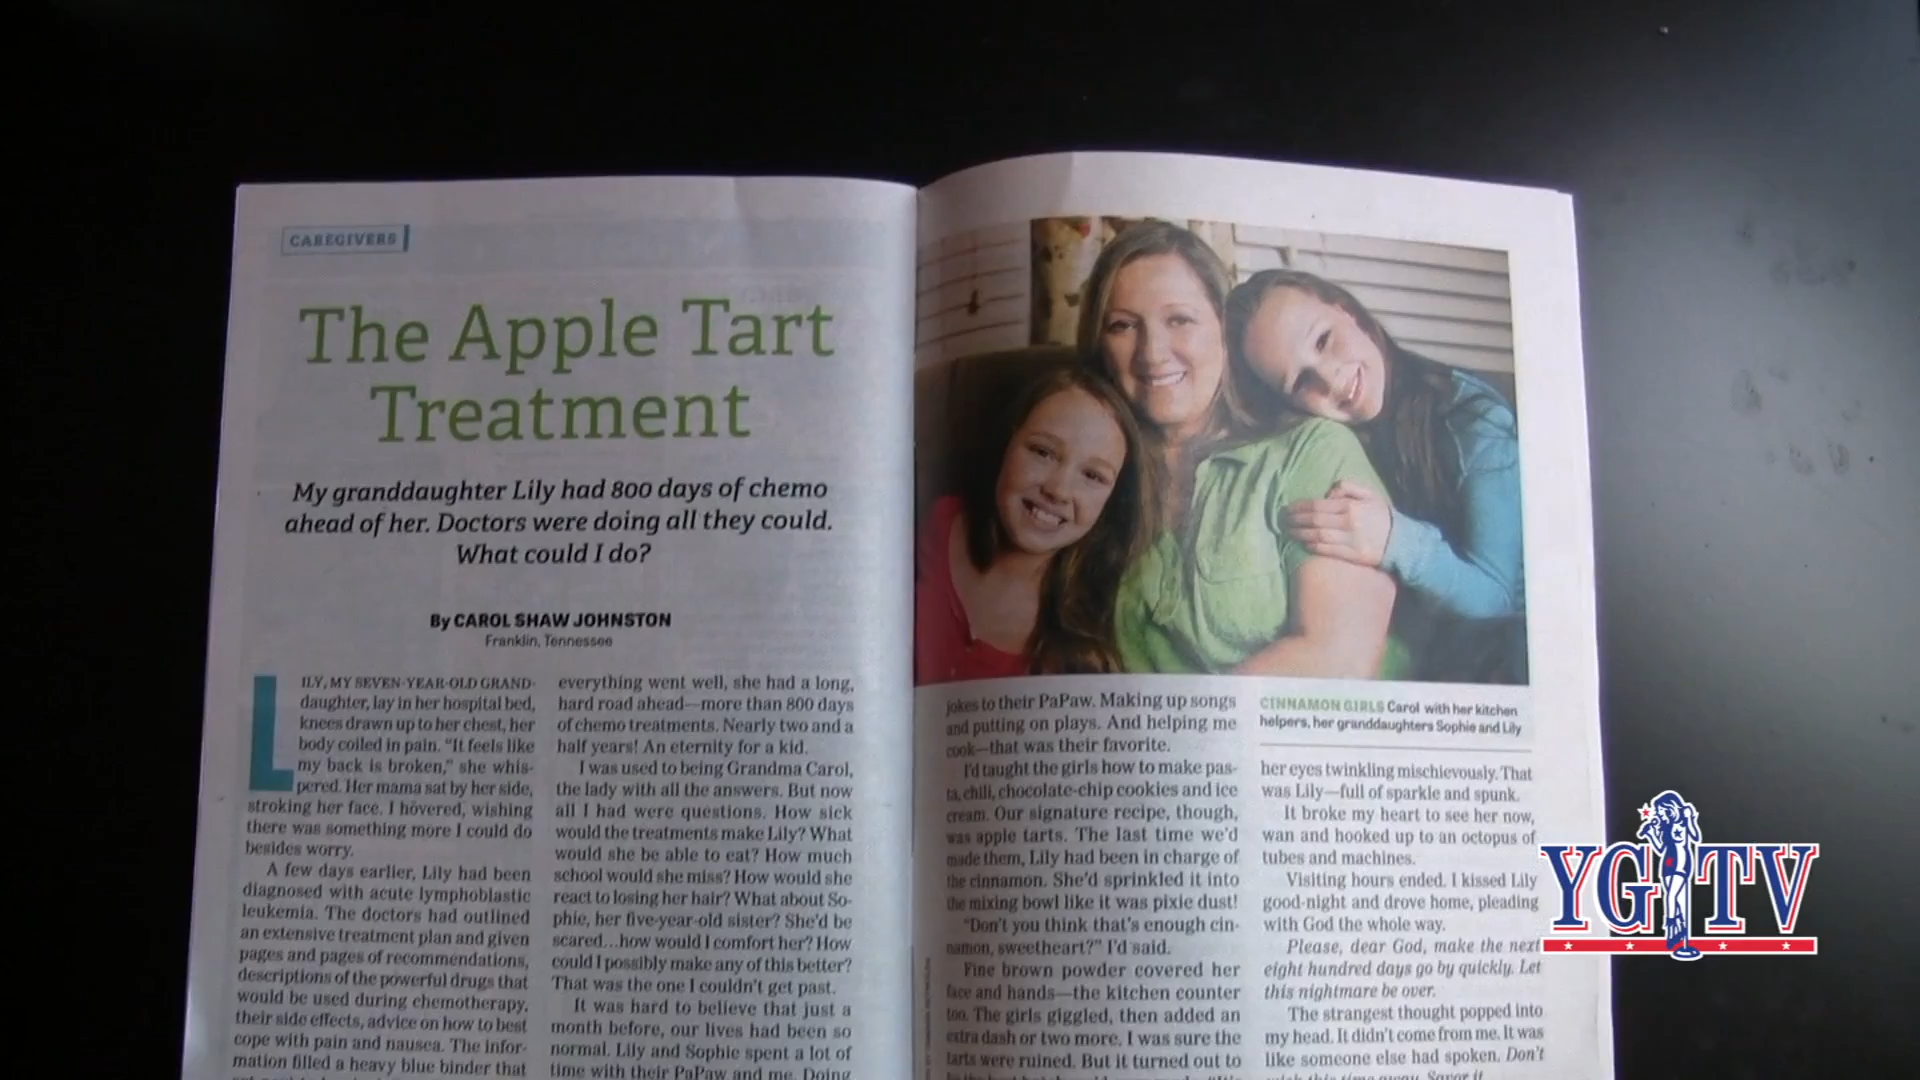 CAREGIVERS
The Apple Tart
Treatment
My granddaughter Lily had 800 days of chemo
ahead of her. Doctors were doing all they could.
What could I do?
By CAROL SHAW JOHNSTON
Franklin, Tennessee
LILY, MY SEVEN-YEAR-OLD GRAND-
daughter, lay in her hospital bed,
knees drawn up to her chest, her
body coiled in pain. “It feels like
my back is broken,” she whis-
pered. Her mama sat by her side,
stroking her face. I hovered, wishing
there was something more I could do
besides worry.
A few days earlier, Lily had been
diagnosed with acute lymphoblastic
leukemia. The doctors had outlined
an extensive treatment plan and given
pages and pages of recommendations,
descriptions of the powerful drugs that
would be used during chemotherapy,
their side effects, advice on how to best
cope with pain and nausea. The infor-
mation filled a heavy blue binder that
everything went well, she had a long,
hard road ahead—more than 800 days
of chemo treatments. Nearly two and a
half years! An eternity for a kid.
I was used to being Grandma Carol,
the lady with all the answers. But now
all I had were questions. How sick
would the treatments make Lily? What
would she be able to eat? How much
school would she miss? How would she
react to losing her hair? What about So-
phie, her five-year-old sister? She’d be
scared...how would I comfort her? How
could I possibly make any of this better?
That was the one I couldn’t get past.
It was hard to believe that just a
month before, our lives had been so
normal. Lily and Sophie spent a lot of
time with their PaPaw and me. Doing
jokes to their PaPaw. Making up songs
and putting on plays. And helping me
cook—that was their favorite.
I’d taught the girls how to make pas-
ta, chili, chocolate-chip cookies and ice
cream. Our signature recipe, though,
was apple tarts. The last time we’d
made them, Lily had been in charge of
the cinnamon. She’d sprinkled it into
the mixing bowl like it was pixie dust!
“Don’t you think that’s enough cin-
namon, sweetheart?” I’d said.
Fine brown powder covered her
face and hands—the kitchen counter
too. The girls giggled, then added an
extra dash or two more. I was sure the
tarts were ruined. But it turned out to
CINNAMON GIRLS Carol with her kitchen
helpers, her granddaughters Sophie and Lily
her eyes twinkling mischievously. That
was Lily—full of sparkle and spunk.
It broke my heart to see her now,
wan and hooked up to an octopus of
tubes and machines.
Visiting hours ended. I kissed Lily
good-night and drove home, pleading
with God the whole way.
Please, dear God, make the next
eight hundred days go by quickly. Let
this nightmare be over.
The strangest thought popped into
my head. It didn’t come from me. It was
like someone else had spoken. Don’t
YGTV